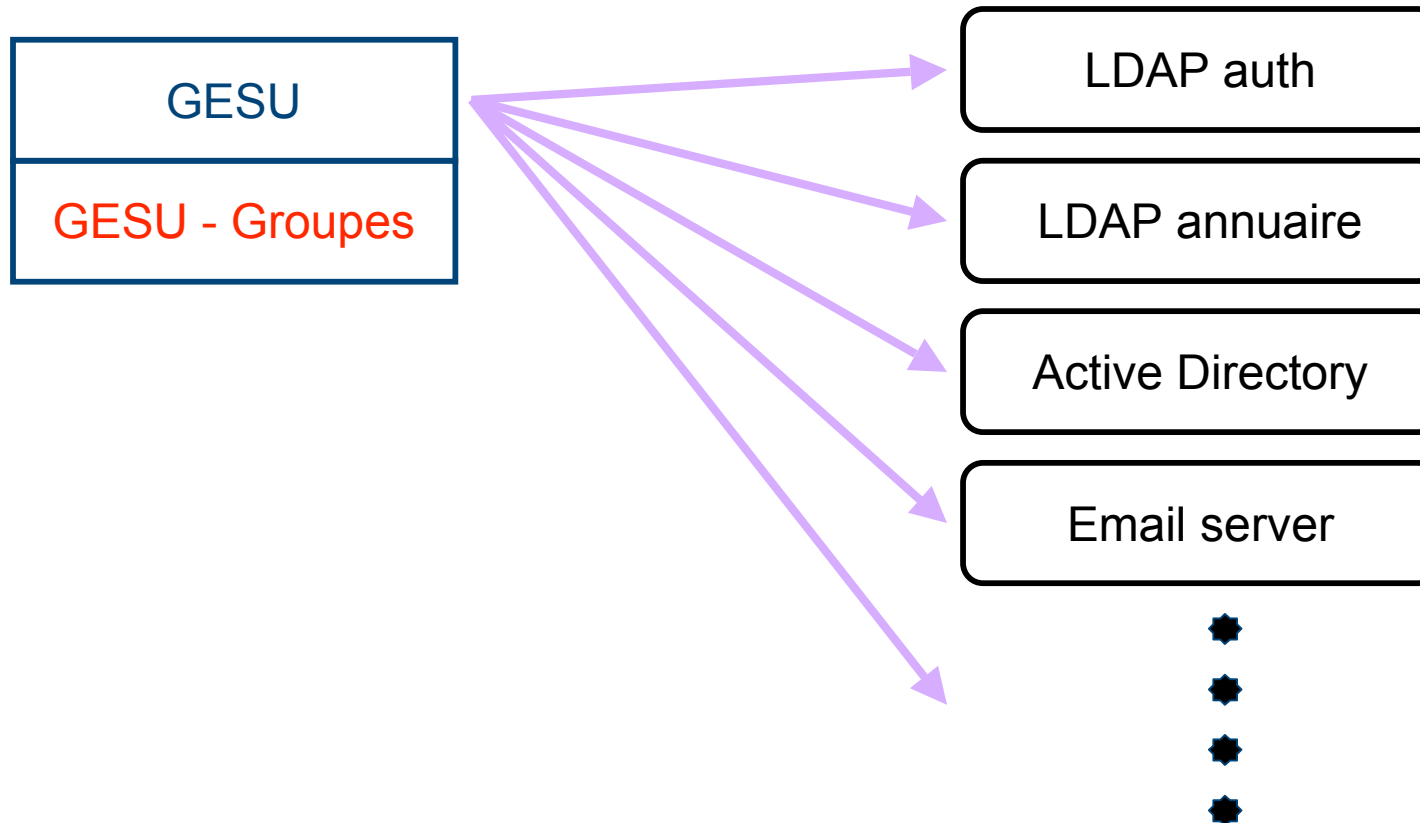 GESU
GESU - Groupes
LDAP auth
LDAP annuaire
Active Directory
Email server